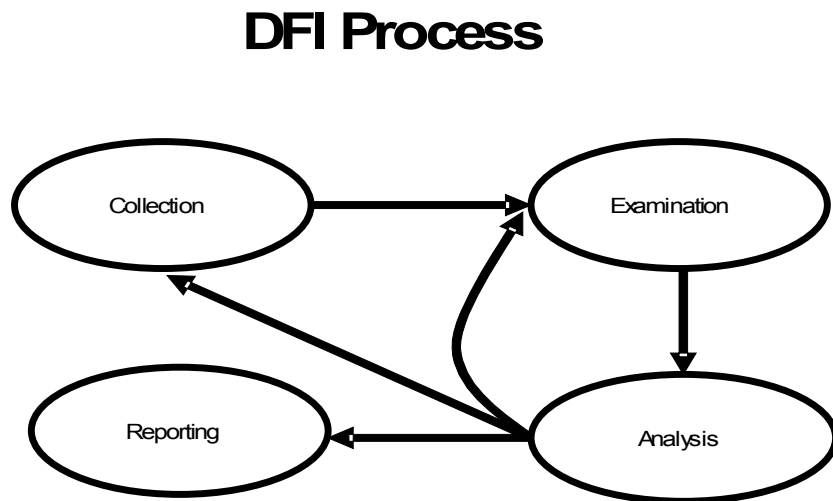 DFI Process
Collection
Examination
Reporting
Analysis